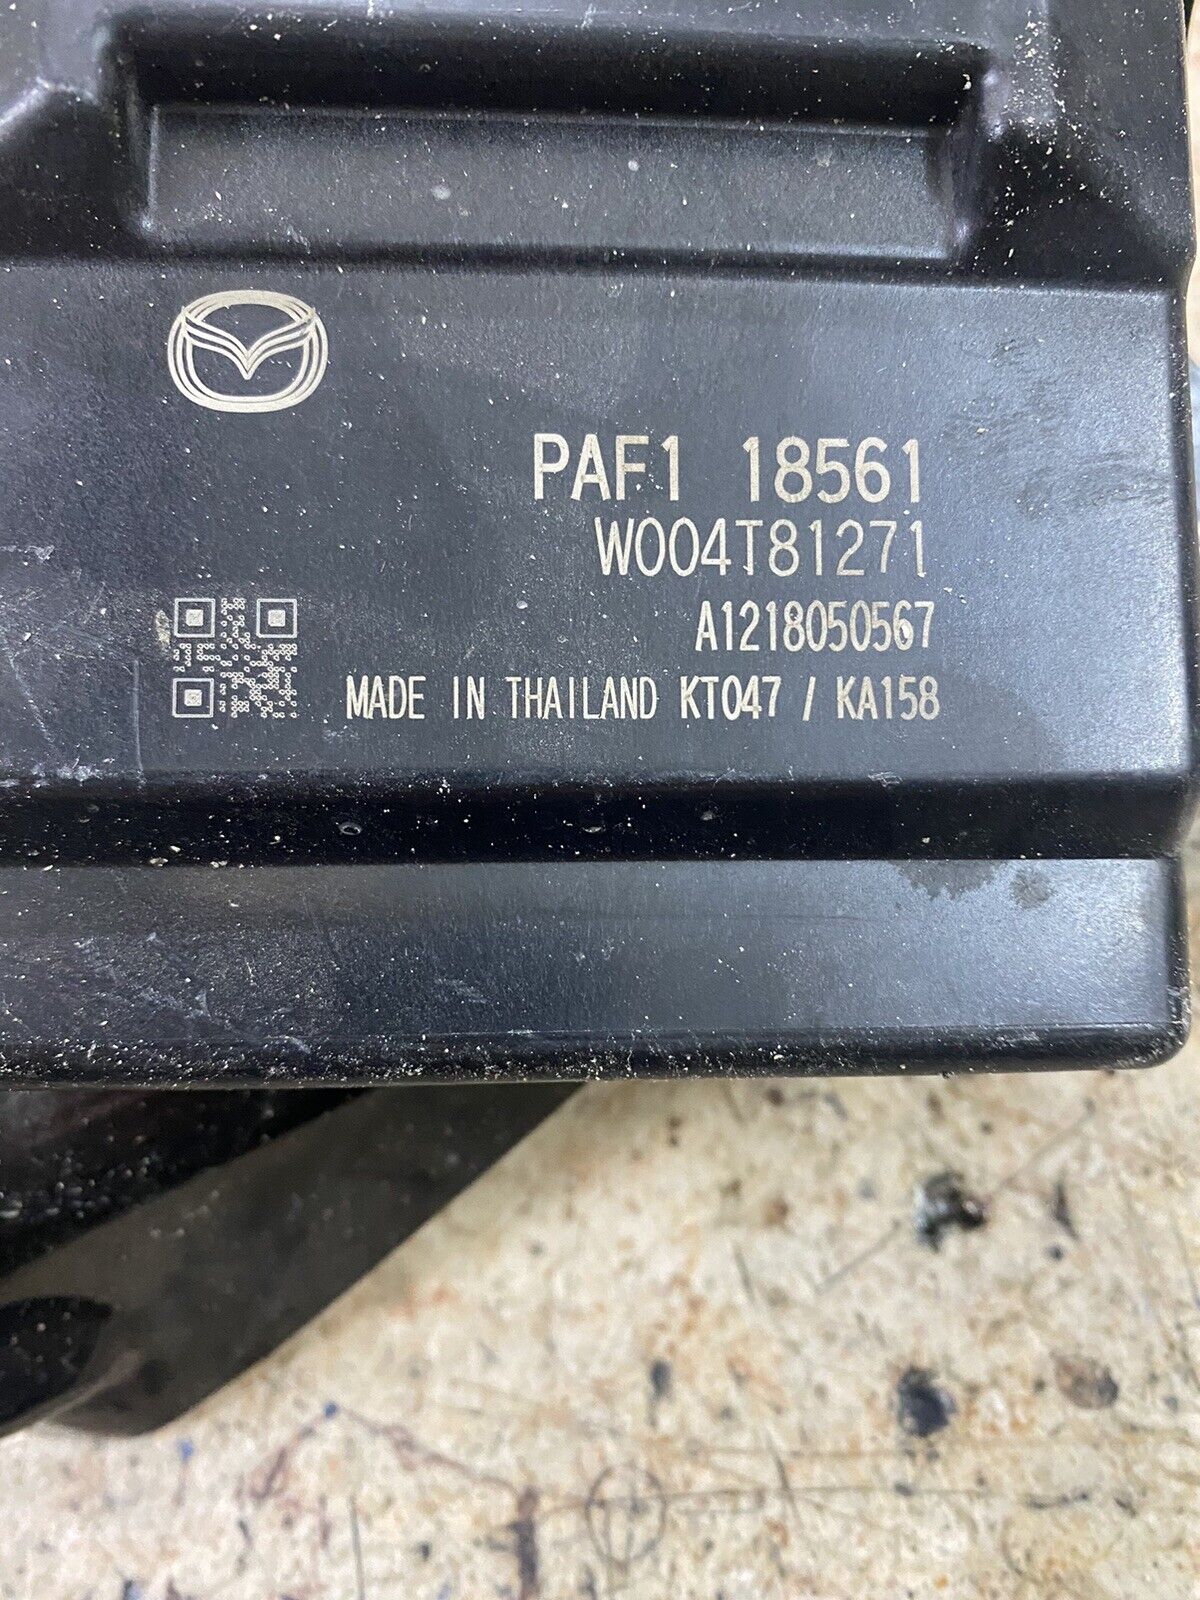 PAF1 18561
W004T81271
A1218050567
MADE IN THAILAND KT047 / KA158